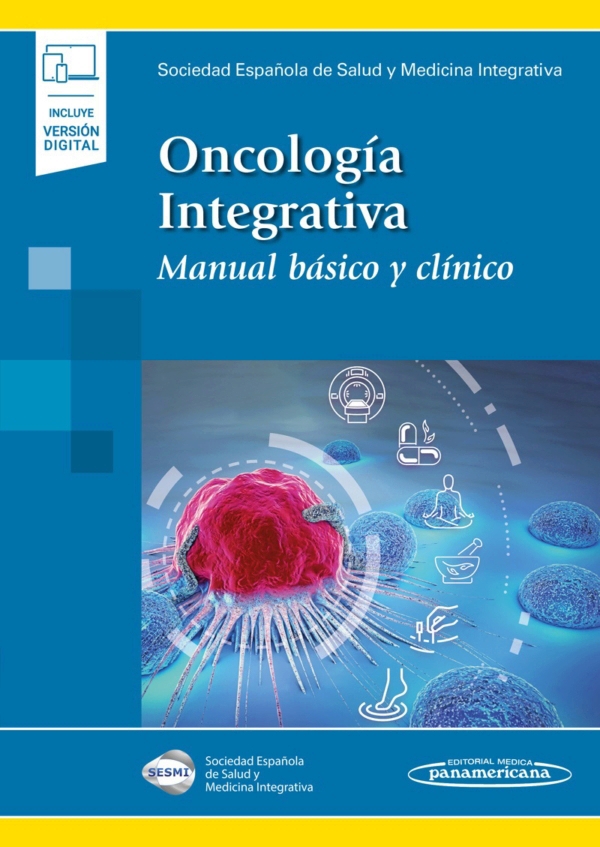 INCLUYE
VERSIÓN
DIGITAL
Sociedad Española de Salud y Medicina Integrativa
Oncología
Integrativa
Manual básico y clínico
SESMI
Sociedad Española
de Salud y
Medicina Integrativa
EDITORIAL MEDICA
panamericana